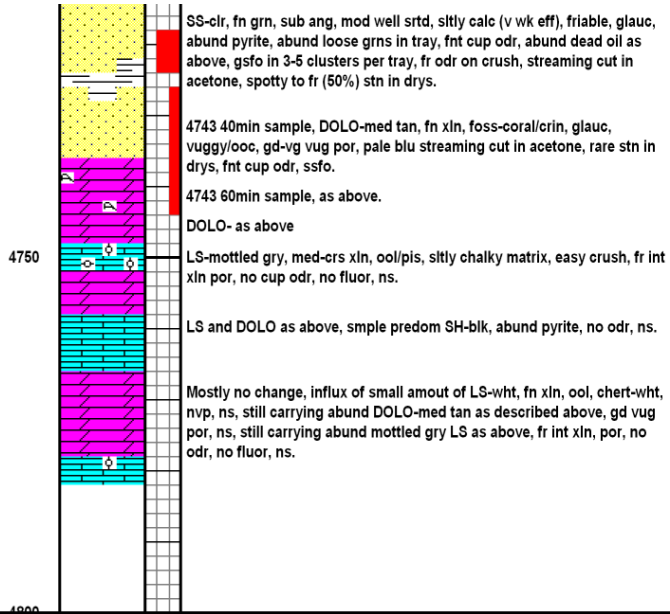 SS-clr, fn grn, sub ang, mod well srtd, sltly calc (v wk eff), friable, glauc,
abund pyrite, abund loose grns in tray, fnt cup odr, abund dead oil as
above, gsfo in 3-5 clusters per tray, fr odr on crush, streaming cut in
acetone, spotty to fr (50%) stn in drys.
4743 40min sample, DOLO-med tan, fn xln, foss-coral/crin, glauc,
vuggy/ooc, gd-vg vug por, pale blu streaming cut in acetone, rare stn in
drys, fnt cup odr, ssfo.
4743 60min sample, as above.
DOLO- as above
4750
LS-mottled gry, med-crs xln, ool/pis, sltly chalky matrix, easy crush, fr int
xln por, no cup odr, no fluor, ns.
LS and DOLO as above, smple predom SH-blk, abund pyrite, no odr, ns.
Mostly no change, influx of small amout of LS-wht, fn xln, ool, chert-wht,
nvp, ns, still carrying abund DOLO-med tan as described above, gd vug
por, ns, still carrying abund mottled gry LS as above, fr int xln, por, no
odr, no fluor, ns.
4800